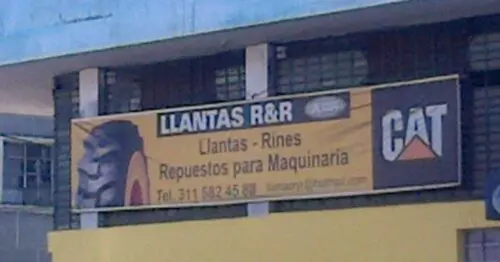 LLANTAS R&R
Llantas - Rines
Repuestos para Maquinaria
Tel. 311 582 45 88
CAT